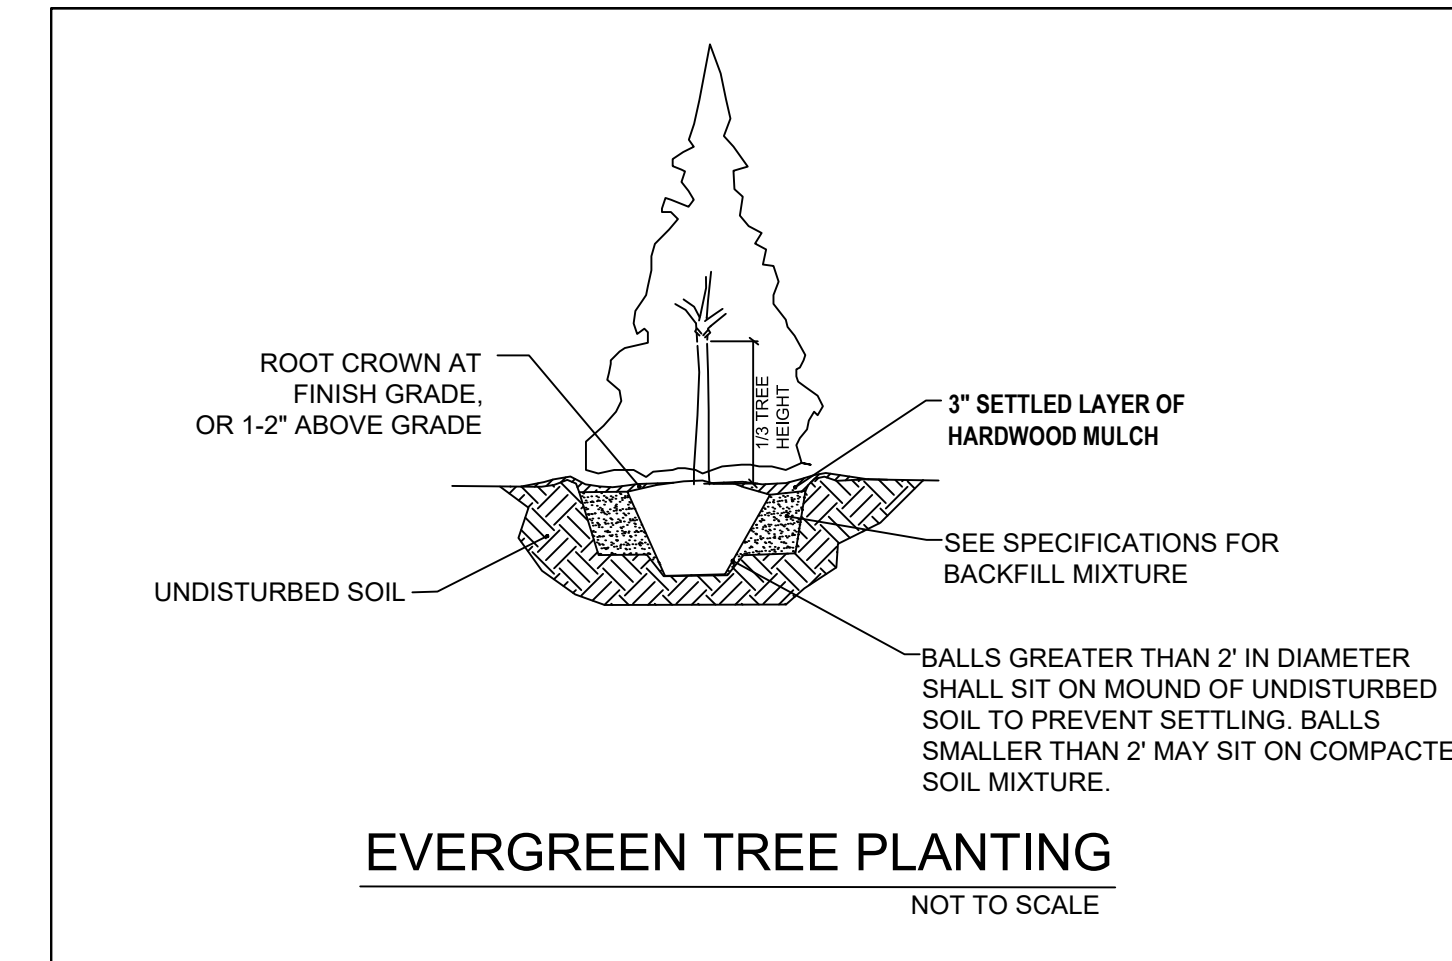 ROOT CROWN AT
FINISH GRADE,
OR 1-2" ABOVE GRADE
1/3 TREE
HEIGHT
3" SETTLED LAYER OF
HARDWOOD MULCH
SEE SPECIFICATIONS FOR
BACKFILL MIXTURE
UNDISTURBED SOIL
BALLS GREATER THAN 2' IN DIAMETER
SHALL SIT ON MOUND OF UNDISTURBED
SOIL TO PREVENT SETTLING. BALLS
SMALLER THAN 2' MAY SIT ON COMPACTE
SOIL MIXTURE.
EVERGREEN TREE PLANTING
NOT TO SCALE